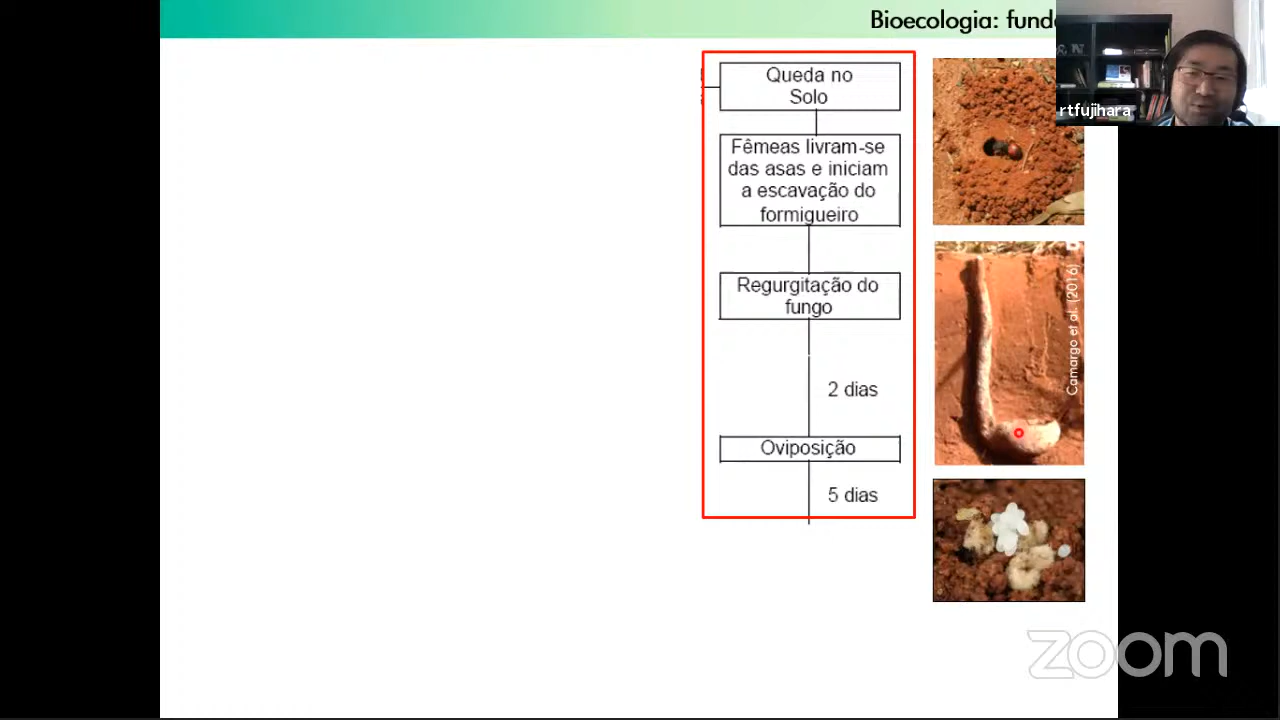 Bioecologia:
rtfujihara
Queda no
Solo
Fêmeas livram-se
das asas e iniciam
a escavação do
formigueiro
Regurgitação do
fungo
2 dias
Oviposição
5 dias
Camargo et al. (2016)
zoom